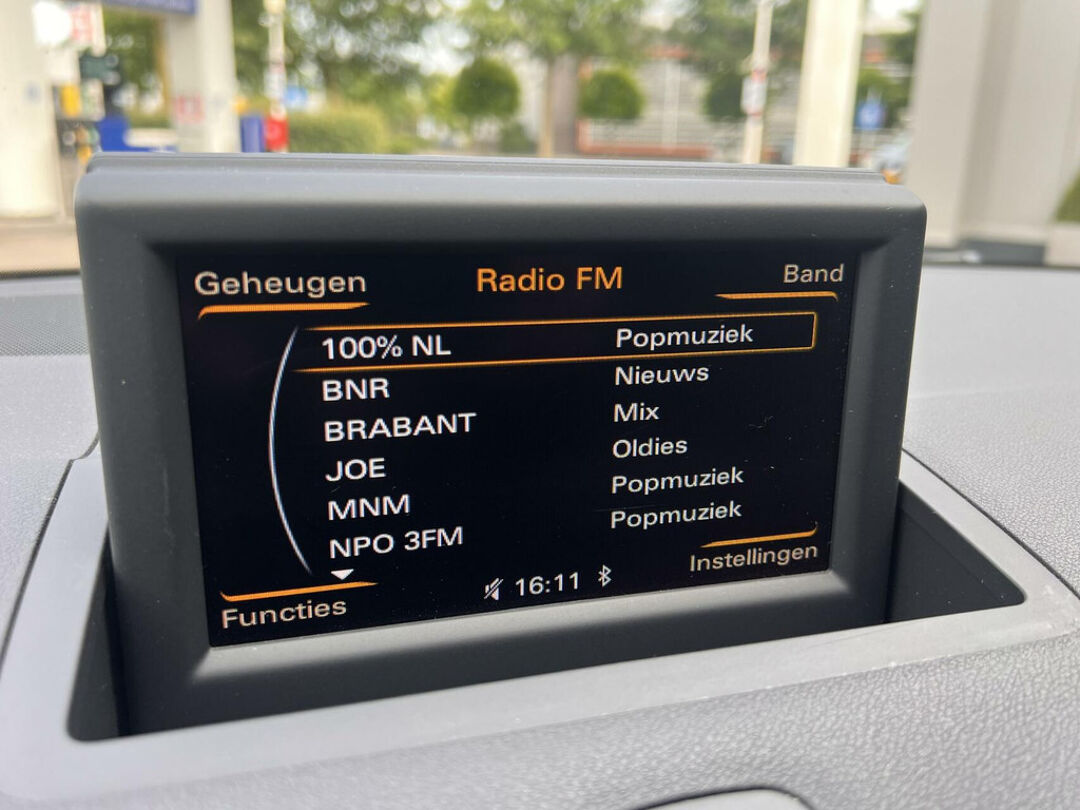 Geheugen Radio FM Band
100% NL Popmuziek
BNR Nieuws
BRABANT Mix
JOE Oldies
MNM Popmuziek
NPO 3FM Popmuziek
Functies 16:11 Instellingen